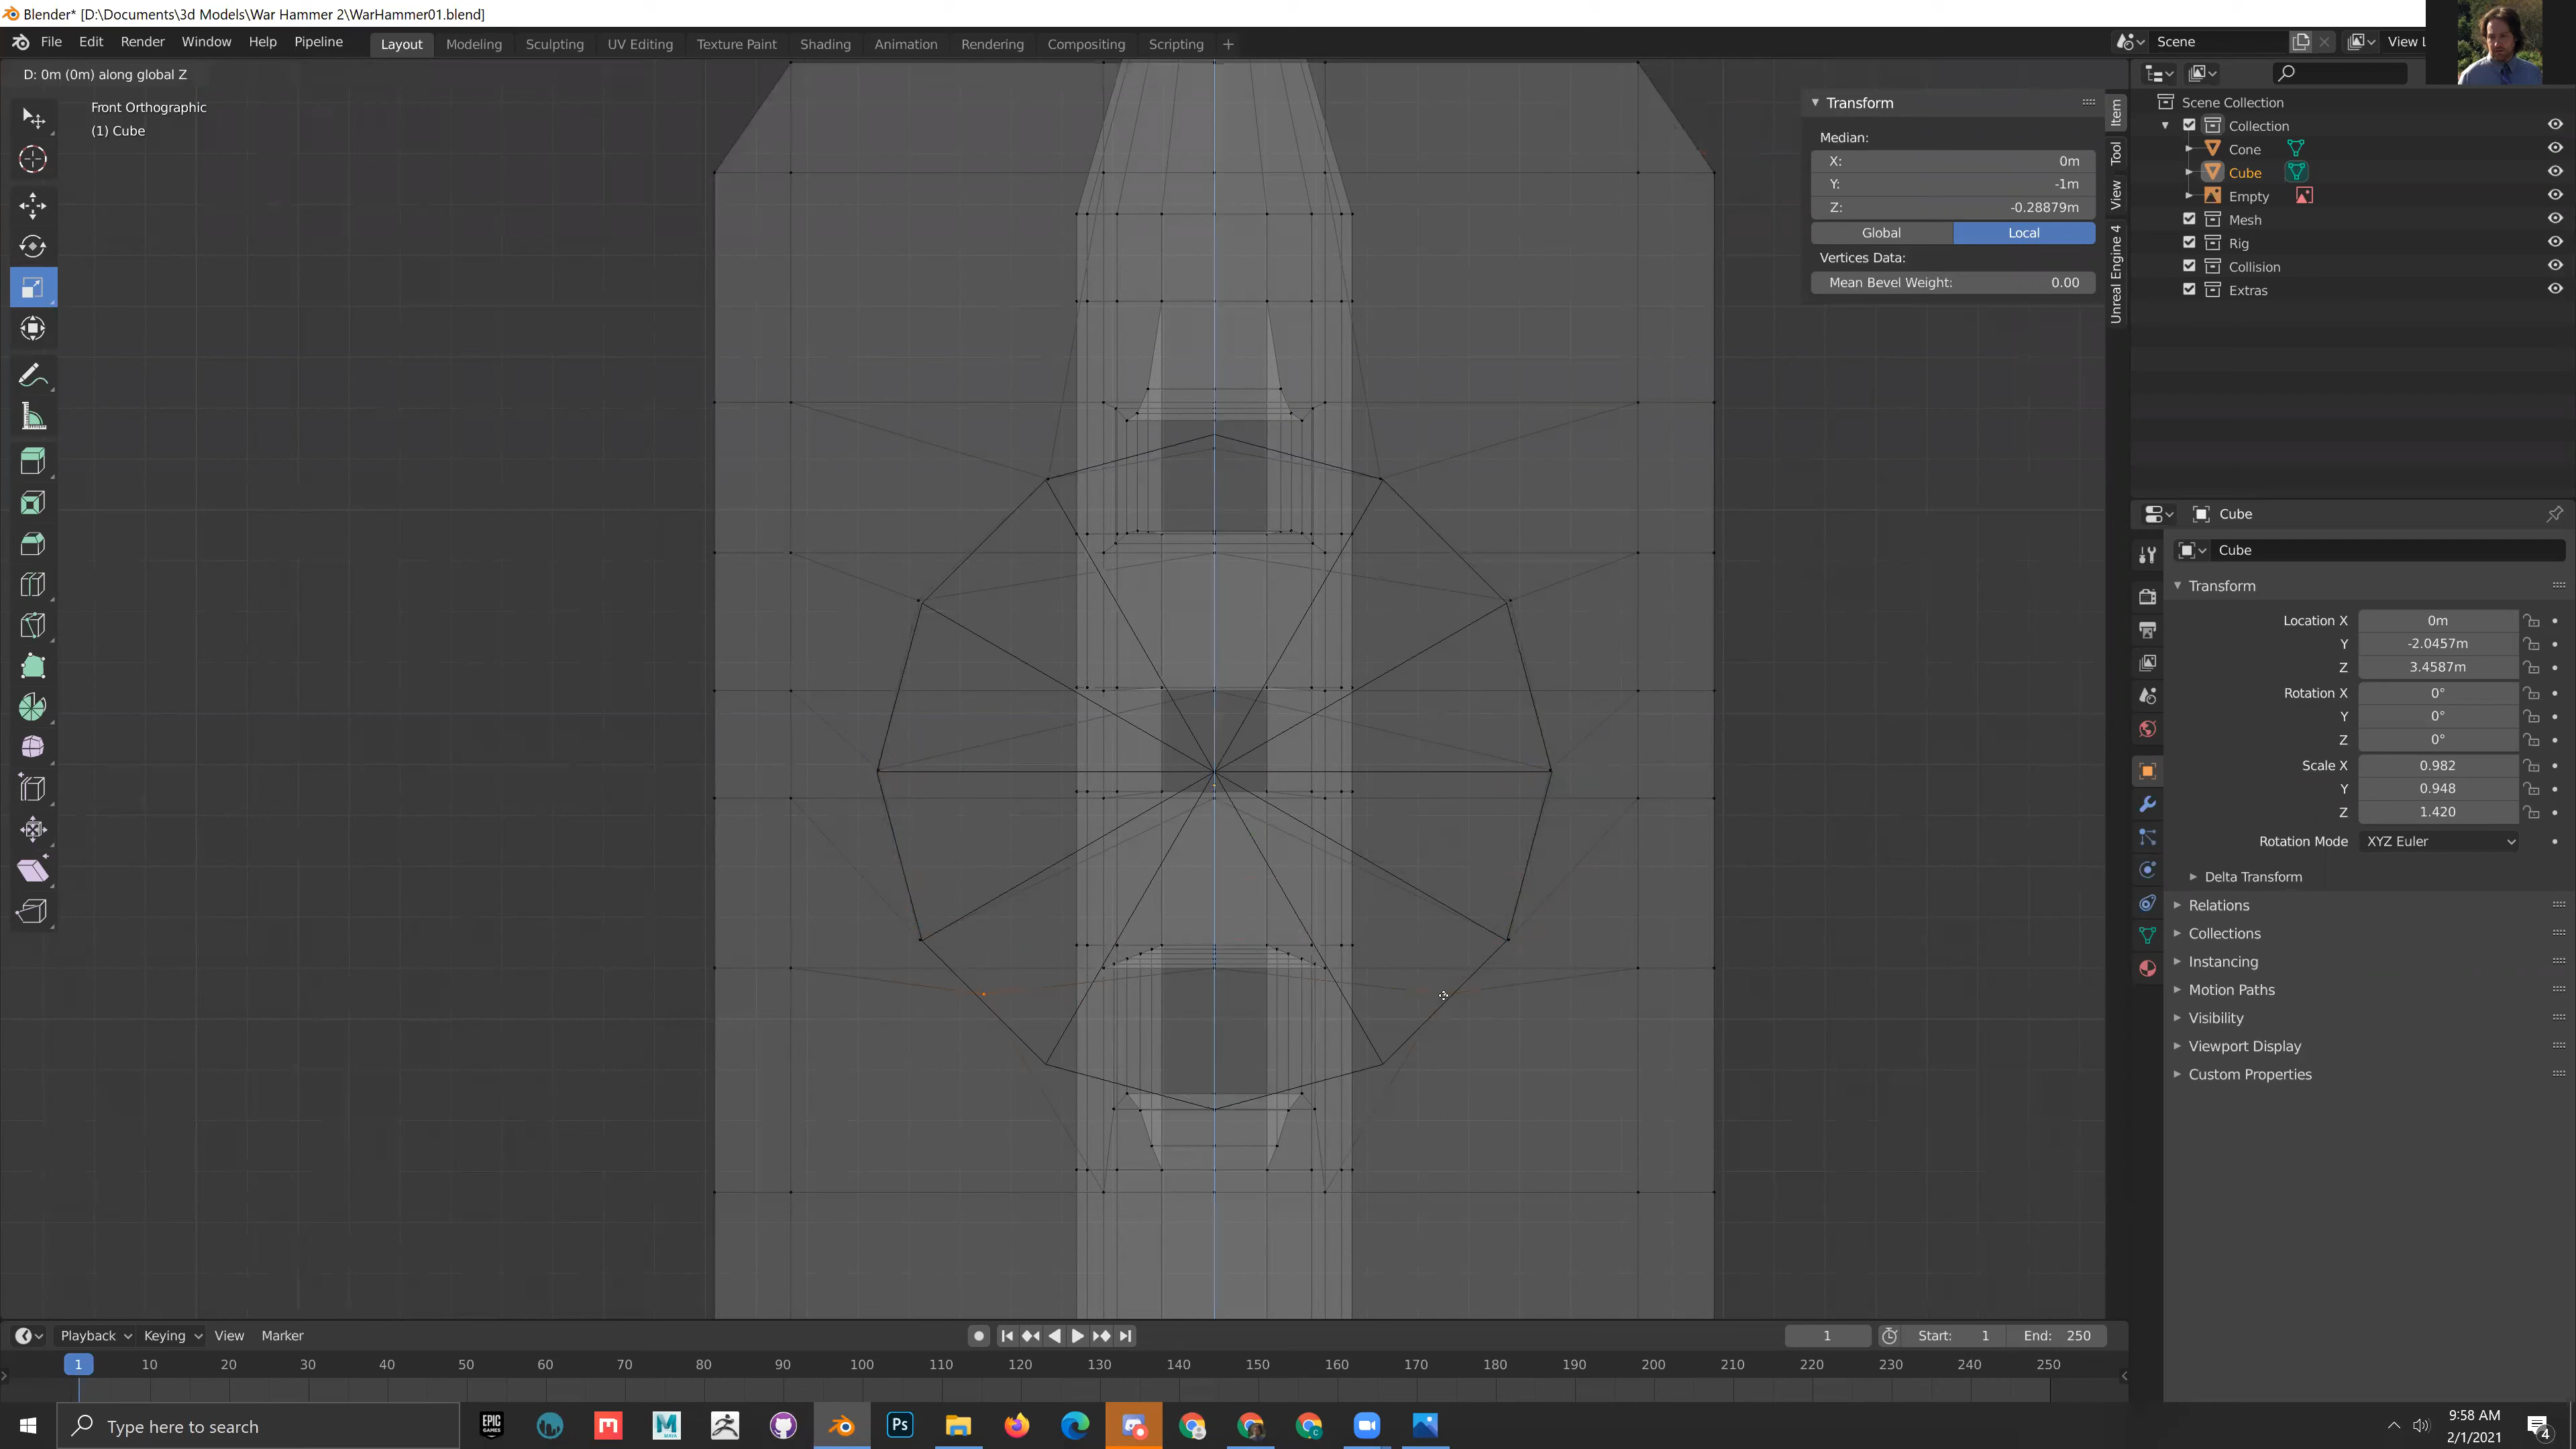 Blender* [D:\Documents\3d Models\War Hammer 2\WarHammer01.blend]
File Edit Render Window Help Pipeline Layout Modeling Sculpting UV Editing Texture Paint Shading Animation Rendering Compositing Scripting + Scene View L
D: 0m (0m) along global Z
Front Orthographic
(1) Cube
Transform
Median:
X: 0m
Y: -1m
Z: -0.28879m
Global Local
Vertices Data:
Mean Bevel Weight: 0.00
Item
Tool
View
Unreal Engine 4
Scene Collection
Collection
Cone
Cube
Empty
Mesh
Rig
Collision
Extras
Cube
Cube
Transform
Location X 0m
Y -2.0457m
Z 3.4587m
Rotation X 0°
Y 0°
Z 0°
Scale X 0.982
Y 0.948
Z 1.420
Rotation Mode XYZ Euler
Delta Transform
Relations
Collections
Instancing
Motion Paths
Visibility
Viewport Display
Custom Properties
Playback Keying View Marker 1 Start: 1 End: 250
1 10 20 30 40 50 60 70 80 90 100 110 120 130 140 150 160 170 180 190 200 210 220 230 240 250
Type here to search
EPIC GAMES
MAYA
Ps
9:58 AM
2/1/2021
4